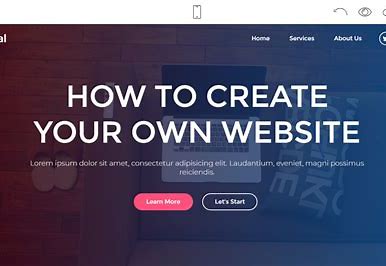 al
Home Services About Us
HOW TO CREATE
YOUR OWN WEBSITE
Lorem ipsum dolor sit amet, consectetur adipisicing elit. Laudantium, eveniet, magni possimus
reiciendis.
Learn More Let's Start